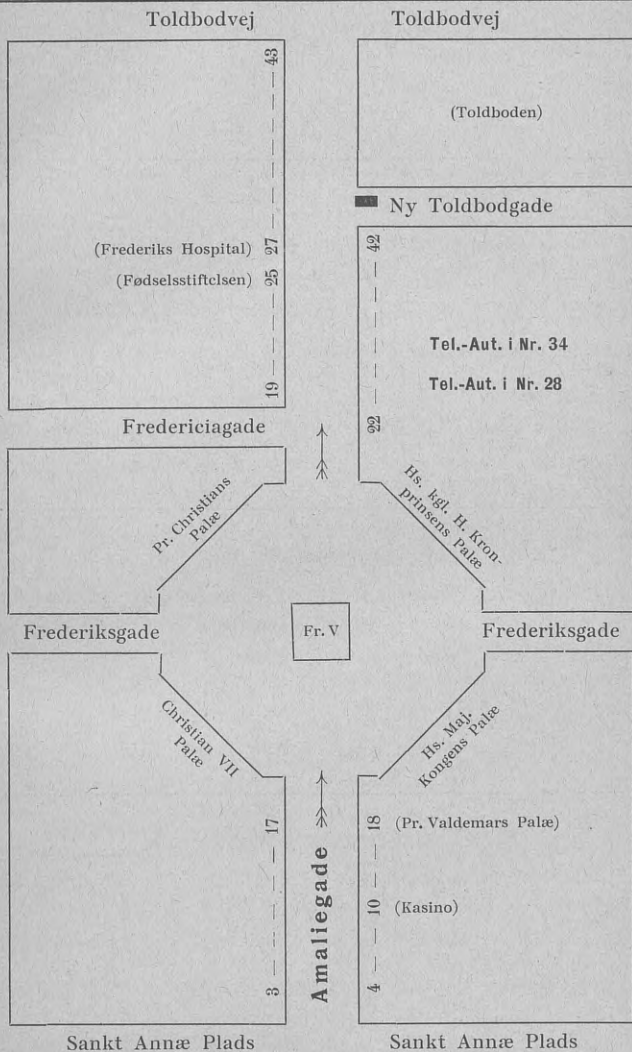 Toldbodvej
Toldbodvej
43
(Toldboden)
Ny Toldbodgade
(Frederiks Hospital) 27
(Fødselsstiftelsen) 25
42
Tel.-Aut. i Nr. 34
Tel.-Aut. i Nr. 28
19
22
Fredericiagade
Pr. Christians
Palæ
Hs. kgl. H. Kron-
prinsens Palæ
Frederiksgade
Fr. V
Frederiksgade
Christian VII
Palæ
Hs. Maj.
Kongens Palæ
17
18 (Pr. Valdemars Palæ)
10 (Kasino)
Amaliegade
3
4
Sankt Annæ Plads
Sankt Annæ Plads